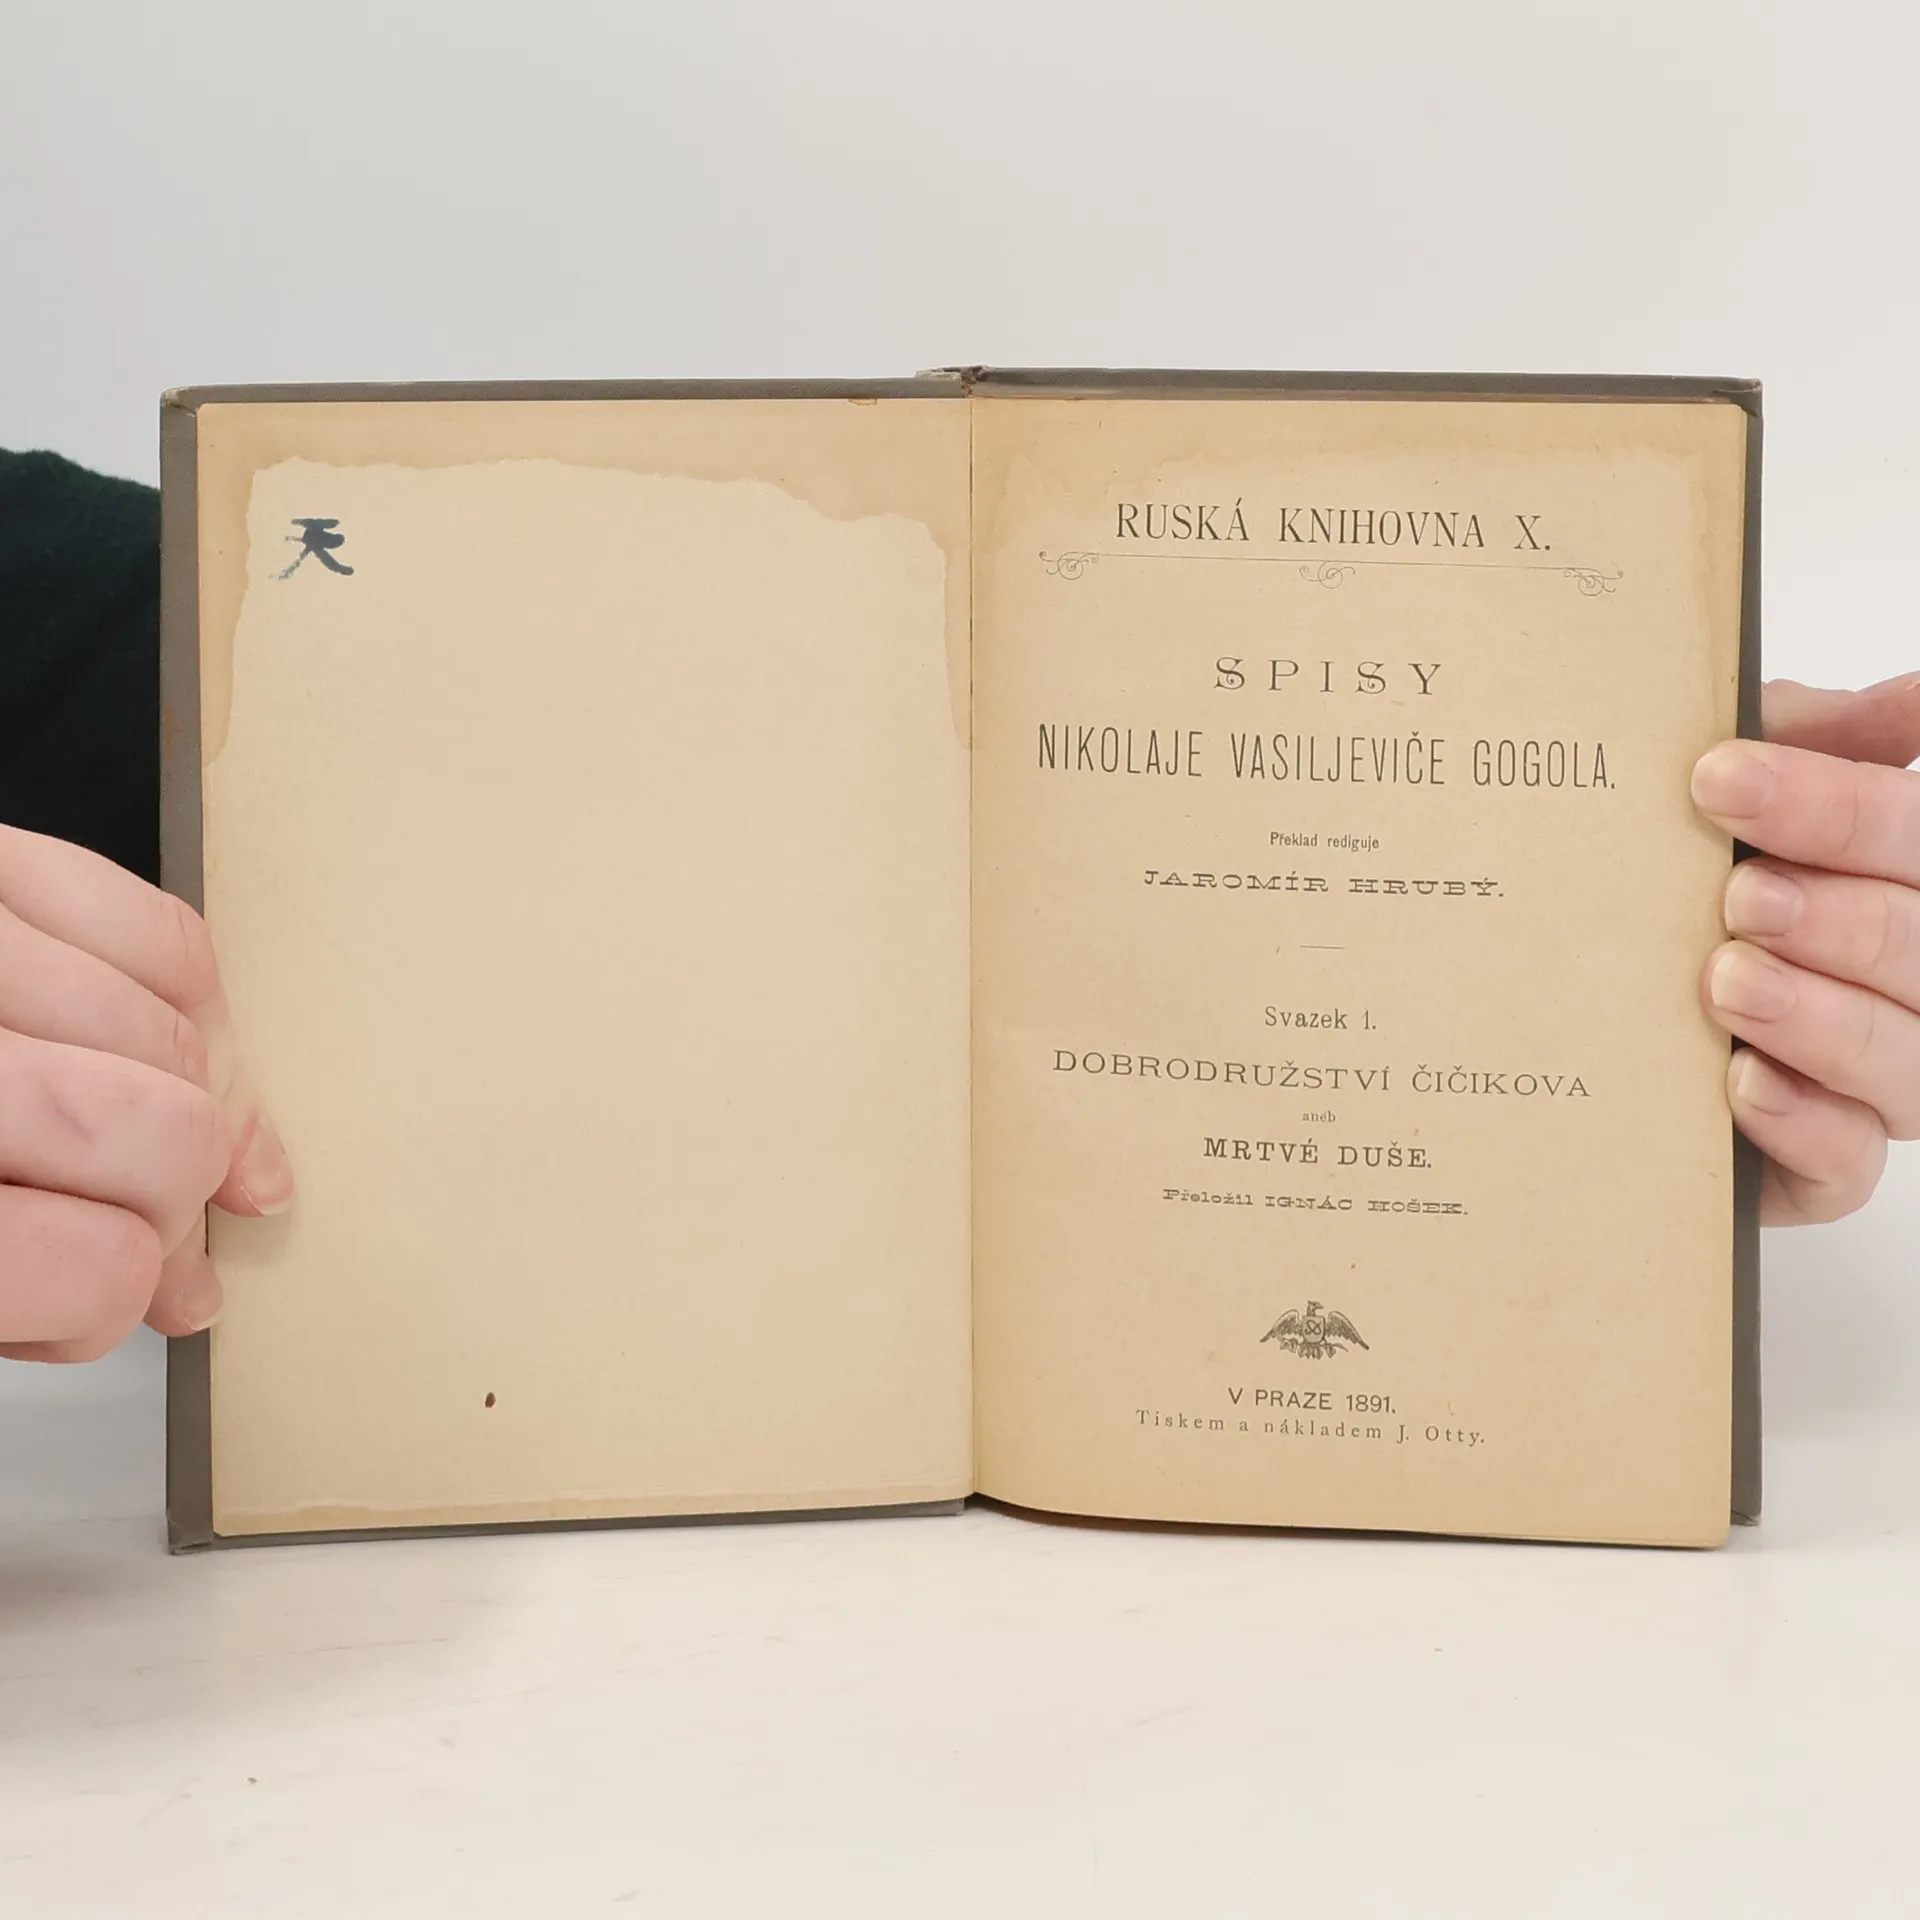 RUSKÁ KNIHOVNA X.
SPISY
NIKOLAJE VASILJEVIČE GOGOLA.
Překlad rediguje
JAROMÍR HRUBÝ.
Svazek 1.
DOBRODRUŽSTVÍ ČIČIKOVA
aneb
MRTVÉ DUŠE.
Přeložil IGNÁC HOŠEK.
V PRAZE 1891.
Tiskem a nákladem J. Otty.